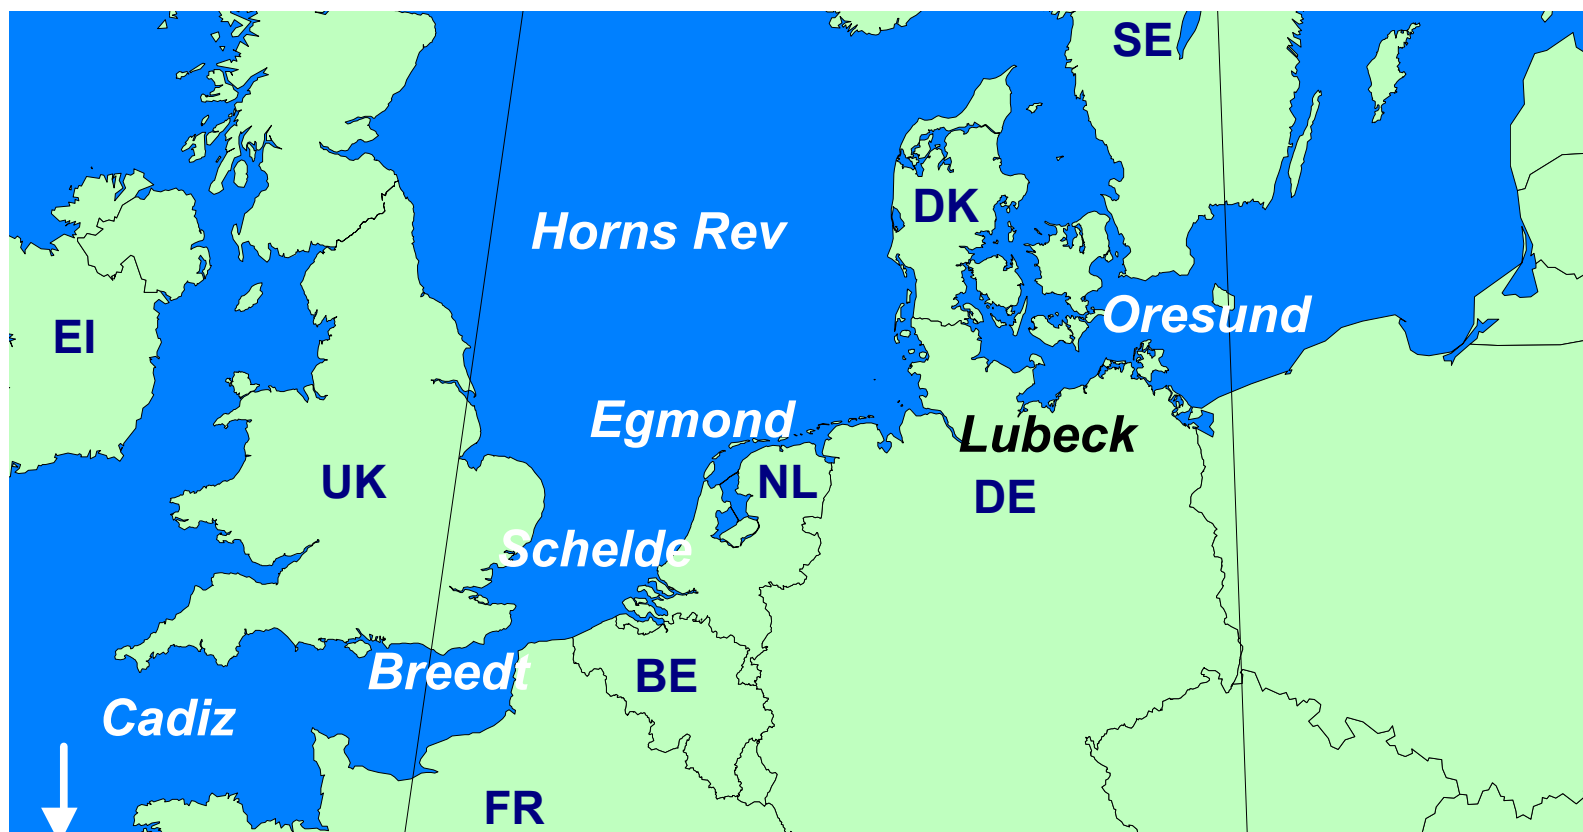 SE
DK
Horns Rev
Oresund
EI
Egmond
Lubeck
UK
NL
DE
Schelde
Breedt
BE
Cadiz
FR